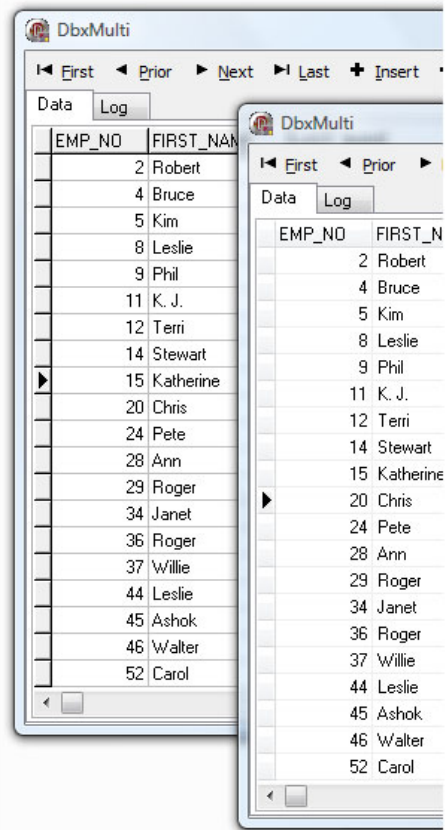 DbxMulti
First Prior Next Last Insert
Data Log
EMP_NO FIRST_NAM
2 Robert
4 Bruce
5 Kim
8 Leslie
9 Phil
11 K. J.
12 Terri
14 Stewart
15 Katherine
20 Chris
24 Pete
28 Ann
29 Roger
34 Janet
36 Roger
37 Willie
44 Leslie
45 Ashok
46 Walter
52 Carol
DbxMulti
First Prior
Data Log
EMP_NO FIRST_N
2 Robert
4 Bruce
5 Kim
8 Leslie
9 Phil
11 K. J.
12 Terri
14 Stewart
15 Katherine
20 Chris
24 Pete
28 Ann
29 Roger
34 Janet
36 Roger
37 Willie
44 Leslie
45 Ashok
46 Walter
52 Carol